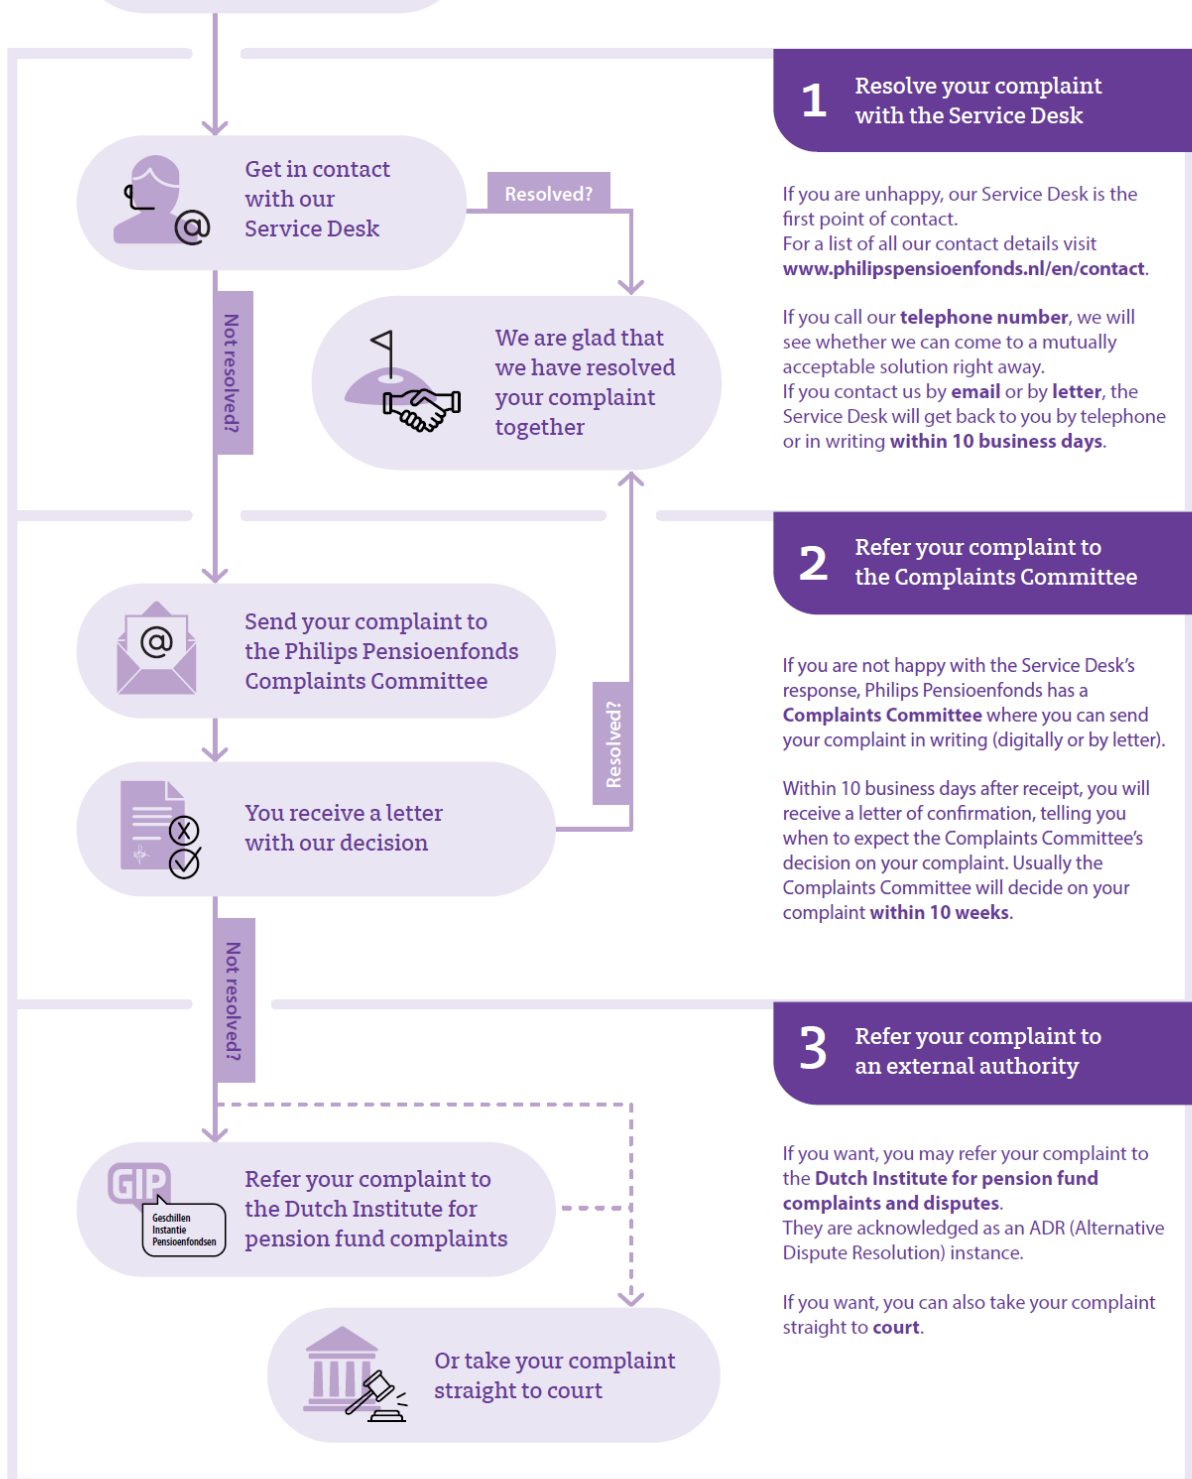 1
Resolve your complaint
with the Service Desk
Get in contact
with our
Service Desk
@
Resolved?
Not resolved?
We are glad that
we have resolved
your complaint
together
If you are unhappy, our Service Desk is the
first point of contact.
For a list of all our contact details visit
www.philipspensioenfonds.nl/en/contact.
If you call our telephone number, we will
see whether we can come to a mutually
acceptable solution right away.
If you contact us by email or by letter, the
Service Desk will get back to you by telephone
or in writing within 10 business days.
2
Refer your complaint to
the Complaints Committee
@
Send your complaint to
the Philips Pensioenfonds
Complaints Committee
You receive a letter
with our decision
Resolved?
Not resolved?
If you are not happy with the Service Desk's
response, Philips Pensioenfonds has a
Complaints Committee where you can send
your complaint in writing (digitally or by letter).
Within 10 business days after receipt, you will
receive a letter of confirmation, telling you
when to expect the Complaints Committee's
decision on your complaint. Usually the
Complaints Committee will decide on your
complaint within 10 weeks.
3
Refer your complaint to
an external authority
GIP
Geschillen
Instantie
Pensioenfondsen
Refer your complaint to
the Dutch Institute for
pension fund complaints
Or take your complaint
straight to court
If you want, you may refer your complaint to
the Dutch Institute for pension fund
complaints and disputes.
They are acknowledged as an ADR (Alternative
Dispute Resolution) instance.
If you want, you can also take your complaint
straight to court.